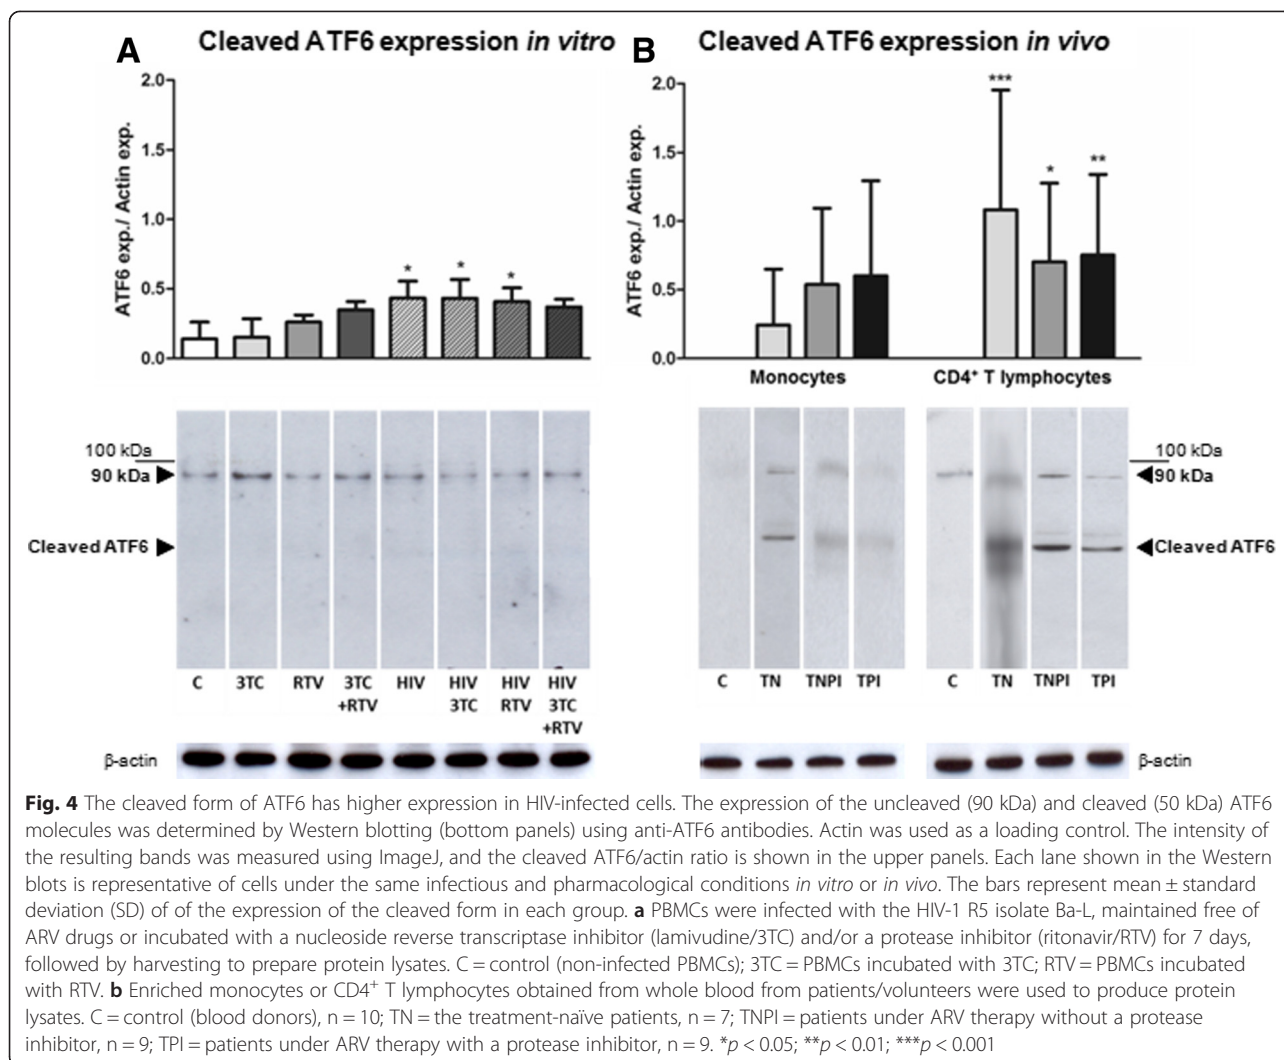 A Cleaved ATF6 expression in vitro
ATF6 exp./ Actin exp.
2.0
1.5
1.0
0.5
0.0
* * *
B Cleaved ATF6 expression in vivo
ATF6 exp./ Actin exp.
2.0
1.5
1.0
0.5
0.0
*** * **
Monocytes CD4⁺ T lymphocytes
100 kDa
90 kDa
Cleaved ATF6
C 3TC RTV 3TC +RTV HIV HIV 3TC HIV RTV HIV 3TC +RTV
β-actin
100 kDa
90 kDa
Cleaved ATF6
C TN TNPI TPI C TN TNPI TPI
β-actin
Fig. 4 The cleaved form of ATF6 has higher expression in HIV-infected cells. The expression of the uncleaved (90 kDa) and cleaved (50 kDa) ATF6
molecules was determined by Western blotting (bottom panels) using anti-ATF6 antibodies. Actin was used as a loading control. The intensity of
the resulting bands was measured using ImageJ, and the cleaved ATF6/actin ratio is shown in the upper panels. Each lane shown in the Western
blots is representative of cells under the same infectious and pharmacological conditions in vitro or in vivo. The bars represent mean ± standard
deviation (SD) of of the expression of the cleaved form in each group. a PBMCs were infected with the HIV-1 R5 isolate Ba-L, maintained free of
ARV drugs or incubated with a nucleoside reverse transcriptase inhibitor (lamivudine/3TC) and/or a protease inhibitor (ritonavir/RTV) for 7 days,
followed by harvesting to prepare protein lysates. C = control (non-infected PBMCs); 3TC = PBMCs incubated with 3TC; RTV = PBMCs incubated
with RTV. b Enriched monocytes or CD4⁺ T lymphocytes obtained from whole blood from patients/volunteers were used to produce protein
lysates. C = control (blood donors), n = 10; TN = the treatment-naïve patients, n = 7; TNPI = patients under ARV therapy without a protease
inhibitor, n = 9; TPI = patients under ARV therapy with a protease inhibitor, n = 9. *p < 0.05; **p < 0.01; ***p < 0.001